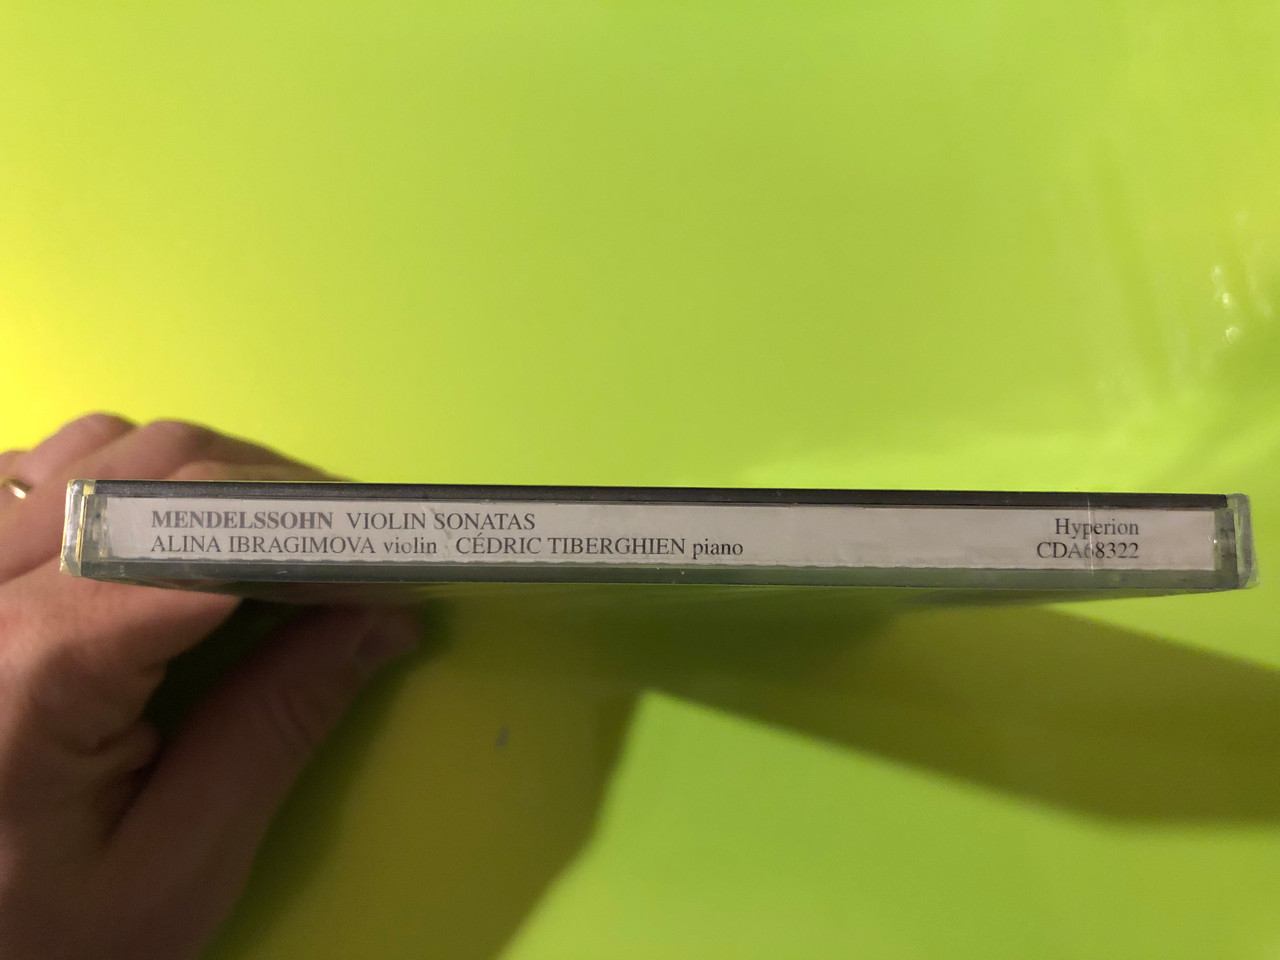 MENDELSSOHN VIOLIN SONATAS
ALINA IBRAGIMOVA violin CÉDRIC TIBERGHIEN piano
Hyperion
CDA68322